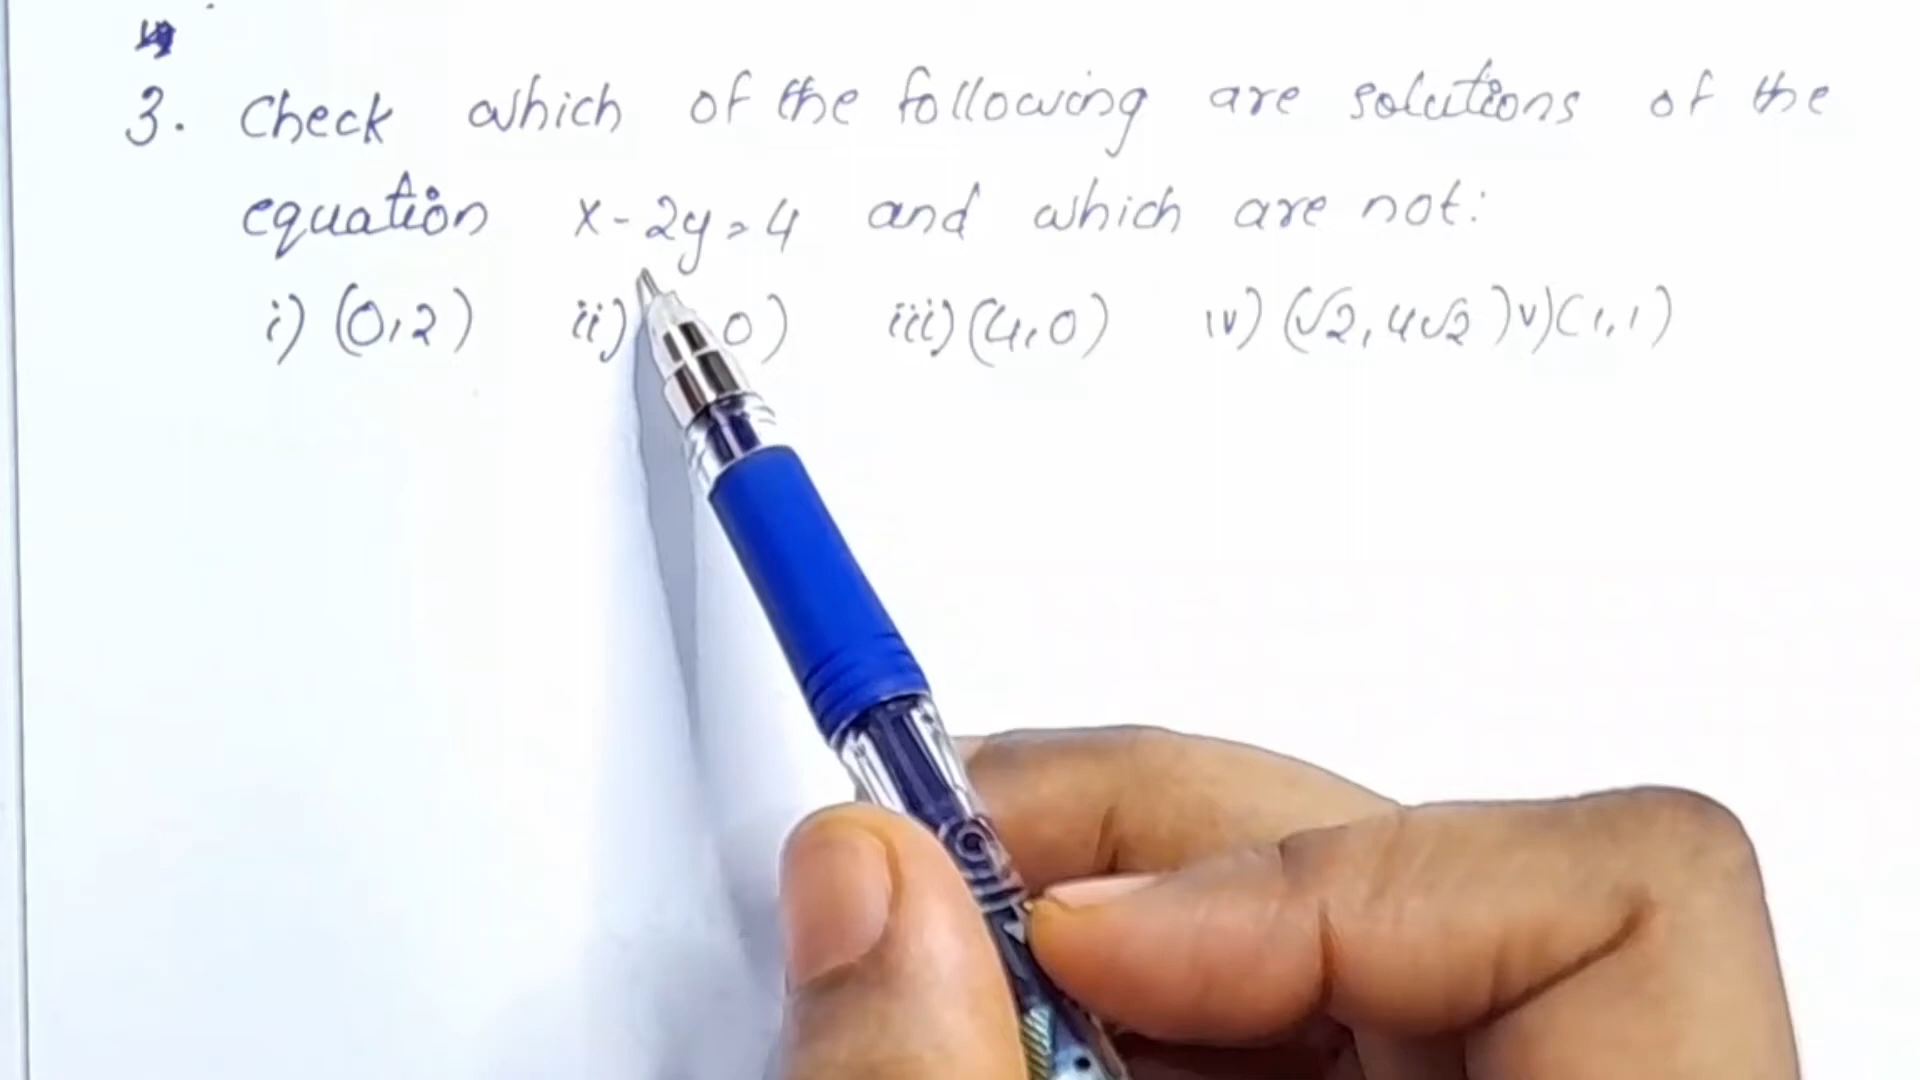 3. Check which of the following are solutions of the
equation x-2y=4 and which are not:
i) (0,2) ii) 0) iii) (4,0) iv) (√2, 4√2) v) (1,1)